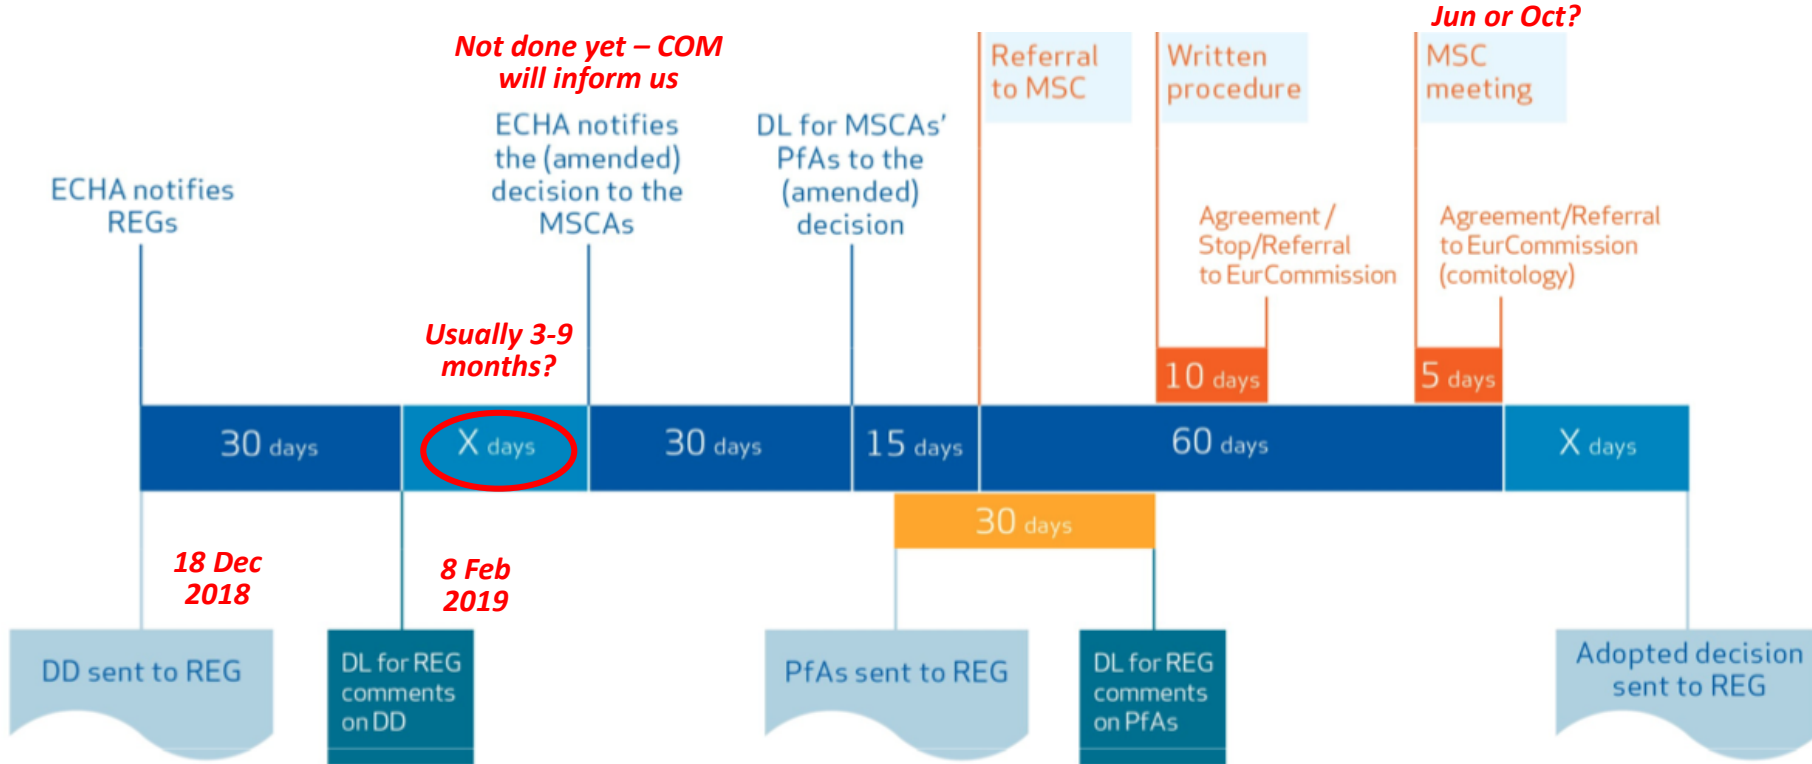 Jun or Oct?
Not done yet – COM
will inform us
Referral
to MSC
Written
procedure
MSC
meeting
ECHA notifies
the (amended)
decision to the
MSCAs
DL for MSCAs'
PfAs to the
(amended)
decision
ECHA notifies
REGs
Agreement /
Stop/Referral
to EurCommission
Agreement/Referral
to EurCommission
(comitology)
Usually 3-9
months?
10 days
5 days
30 days
X days
30 days
15 days
60 days
X days
30 days
18 Dec
2018
8 Feb
2019
DD sent to REG
DL for REG
comments
on DD
PfAs sent to REG
DL for REG
comments
on PfAs
Adopted decision
sent to REG